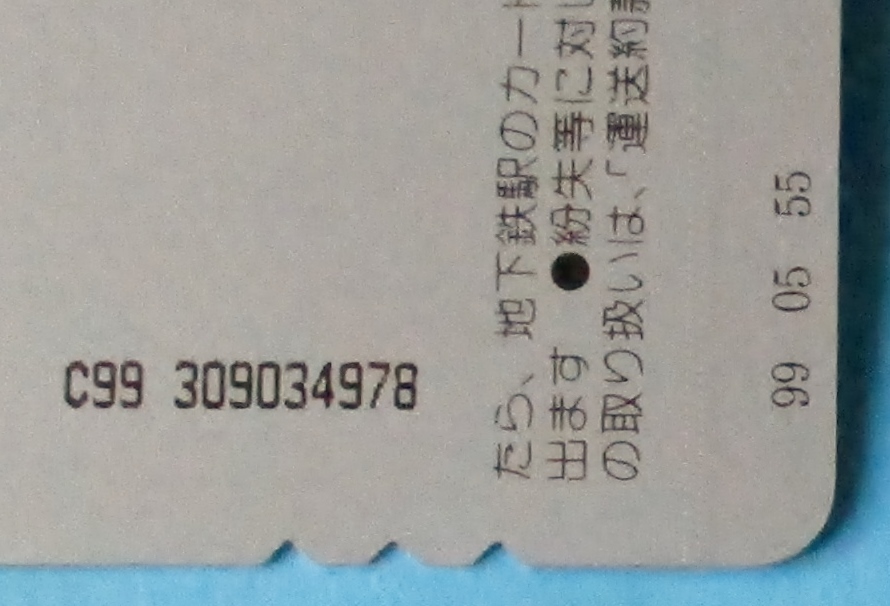 C99 309034978
たら、地下鉄駅のカー
出ます ●紛失等に対
の取り扱いは、「運送約
99 05 55